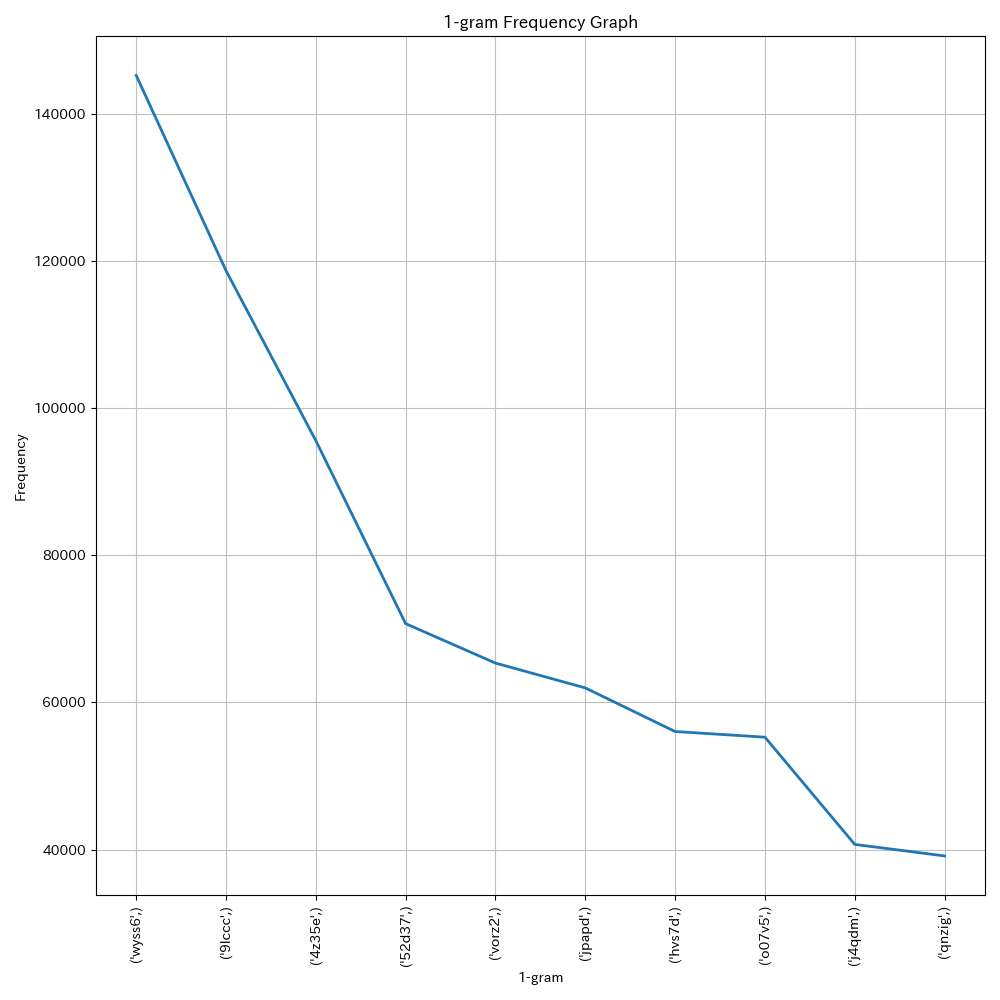 1-gram Frequency Graph
140000
120000
100000
80000
60000
40000
Frequency
('wyss6',)
('9lccc',)
('4z35e',)
('52d37',)
('vorz2',)
('jpapd',)
('hvs7d',)
('o07v5',)
('j4qdm',)
('qnzig',)
1-gram